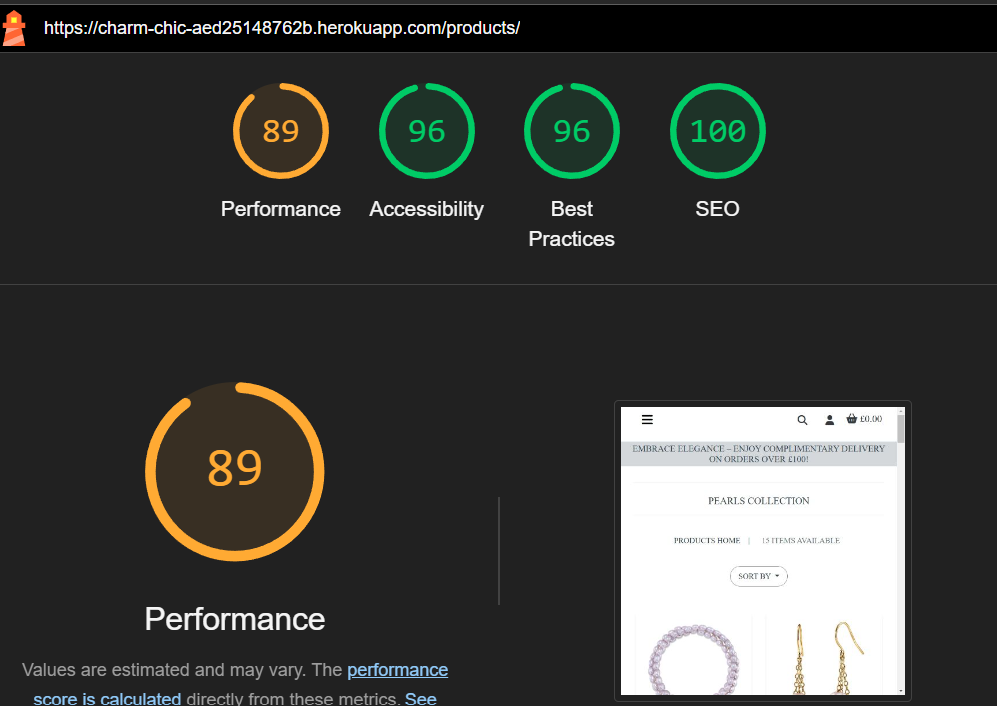 https://charm-chic-aed25148762b.herokuapp.com/products/
89
96
96
100
Performance
Accessibility
Best
Practices
SEO
89
Performance
Values are estimated and may vary. The performance
score is calculated directly from these metrics. See
£0.00
EMBRACE ELEGANCE – ENJOY COMPLIMENTARY DELIVERY
ON ORDERS OVER £100!
PEARLS COLLECTION
PRODUCTS HOME | 15 ITEMS AVAILABLE
SORT BY